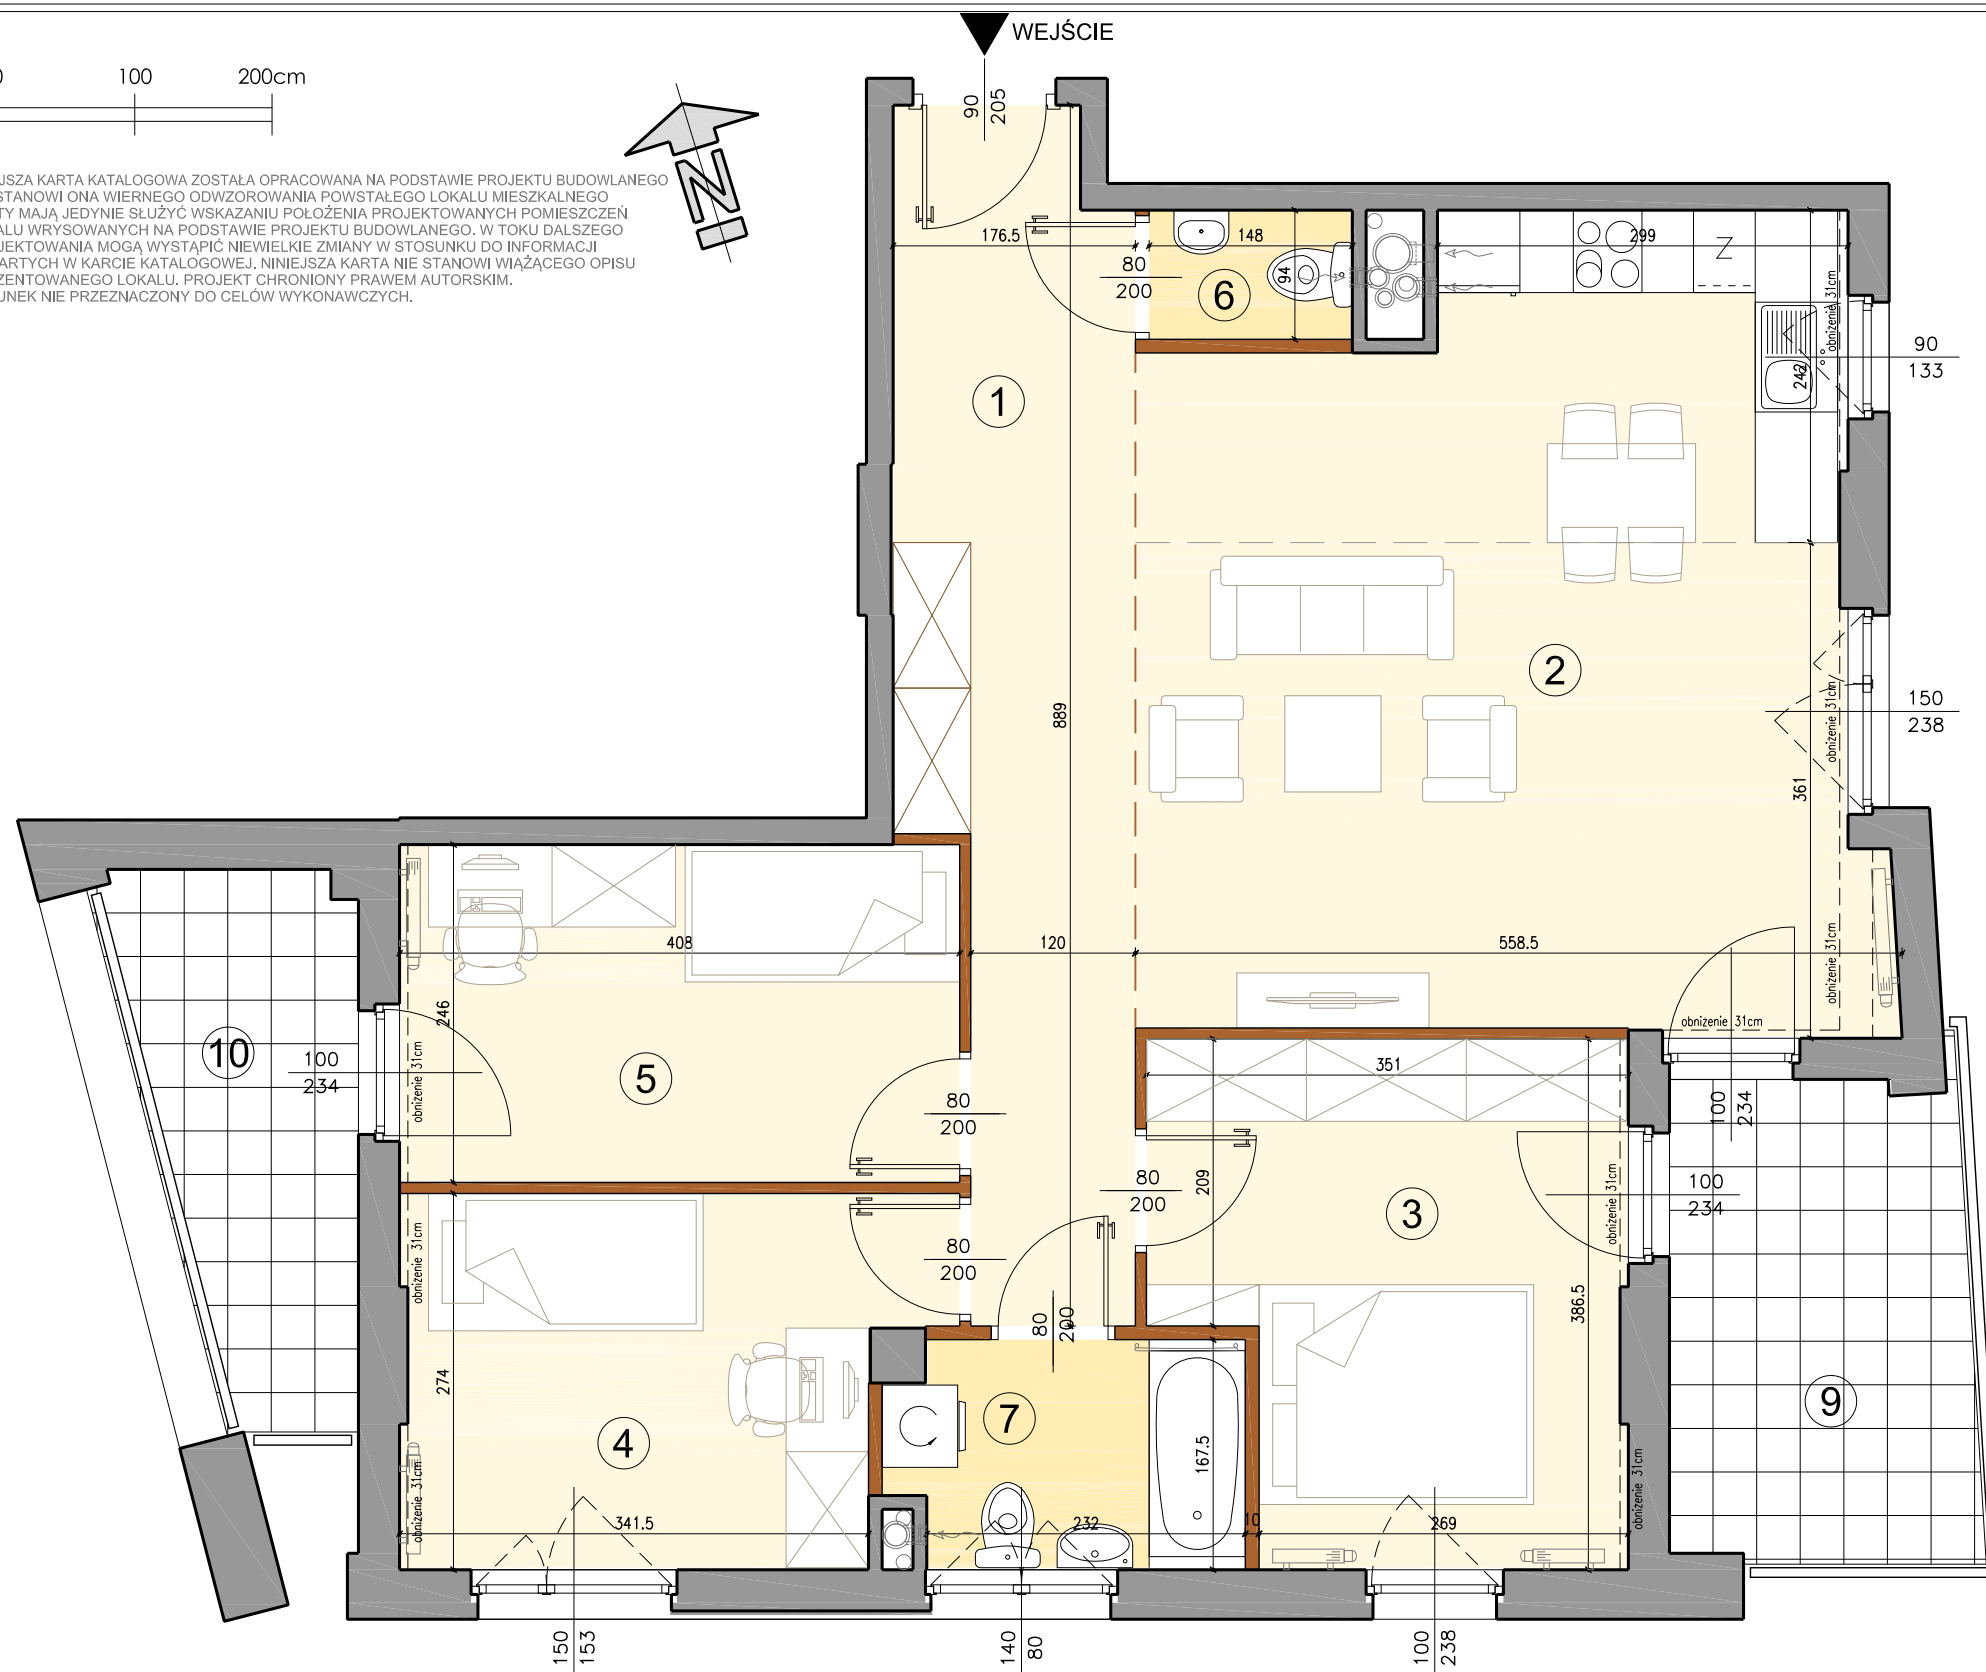 WEJŚCIE
100
200cm
JSZA KARTA KATALOGOWA ZOSTAŁA OPRACOWANA NA PODSTAWIE PROJEKTU BUDOWLANEGO
STANOWI ONA WIERNEGO ODWZOROWANIA POWSTAŁEGO LOKALU MIESZKALNEGO
TY MAJĄ JEDYNIE SŁUŻYĆ WSKAZANIU POŁOŻENIA PROJEKTOWANYCH POMIESZCZEŃ
ALU WRYSOWANYCH NA PODSTAWIE PROJEKTU BUDOWLANEGO. W TOKU DALSZEGO
JEKTOWANIA MOGĄ WYSTĄPIĆ NIEWIELKIE ZMIANY W STOSUNKU DO INFORMACJI
ARTYCH W KARCIE KATALOGOWEJ. NINIEJSZA KARTA NIE STANOWI WIĄŻĄCEGO OPISU
ZENTOWANEGO LOKALU. PROJEKT CHRONIONY PRAWEM AUTORSKIM.
UNEK NIE PRZEZNACZONY DO CELÓW WYKONAWCZYCH.
N
90
205
176.5
148
299
80
200
94
6
Z
obniżenie 31cm
90
133
242
1
2
889
150
238
obniżenie 31cm
361
408
120
558.5
obniżenie 31cm
obniżenie 31cm
246
10
100
234
obniżenie 31cm
5
80
200
351
100
234
80
200
209
3
obniżenie 31cm
100
234
obniżenie 31cm
80
200
80
200
386.5
274
4
7
167.5
9
obniżenie 31cm
obniżenie 31cm
341.5
232
10
269
150
153
140
80
100
238